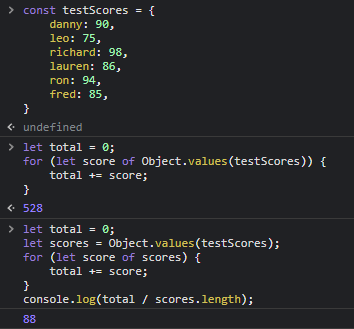 const testScores = {
    danny: 90,
    leo: 75,
    richard: 98,
    lauren: 86,
    ron: 94,
    fred: 85,
}
undefined
let total = 0;
for (let score of Object.values(testScores)) {
    total += score;
}
528
let total = 0;
let scores = Object.values(testScores);
for (let score of scores) {
    total += score;
}
console.log(total / scores.length);
88